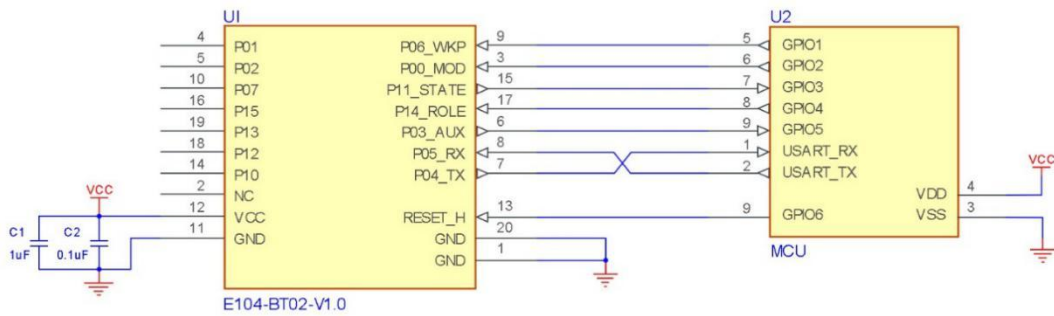 U1
U2
4 P01 P06_WKP 9 5 GPIO1
5 P02 P00_MOD 3 6 GPIO2
10 P07 P11_STATE 15 7 GPIO3
16 P15 P14_ROLE 17 8 GPIO4
19 P13 P03_AUX 6 9 GPIO5
18 P12 P05_RX 8 1 USART_RX
14 P10 P04_TX 7 2 USART_TX
VCC
2 NC
VDD 4
VCC
12 VCC RESET_H 13 9 GPIO6
VSS 3
C1 C2
11 GND GND 20
1uF 0.1uF
GND 1
MCU
E104-BT02-V1.0